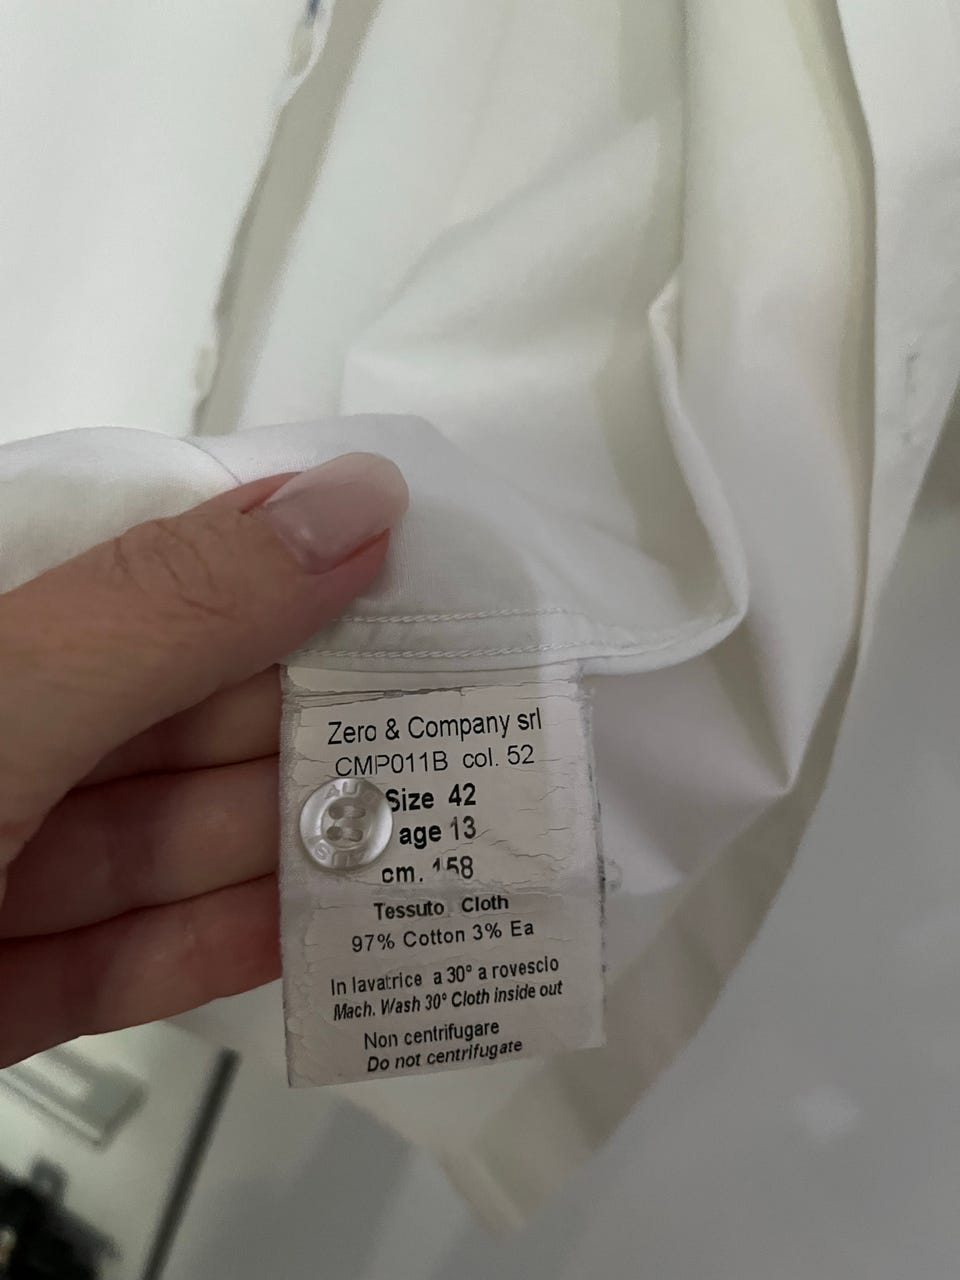 Zero & Company srl
CMP011B col. 52
Size 42
age 13
cm. 158
Tessuto Cloth
97% Cotton 3% Ea
In lavatrice a 30° a rovescio
Mach. Wash 30° Cloth inside out
Non centrifugare
Do not centrifugate